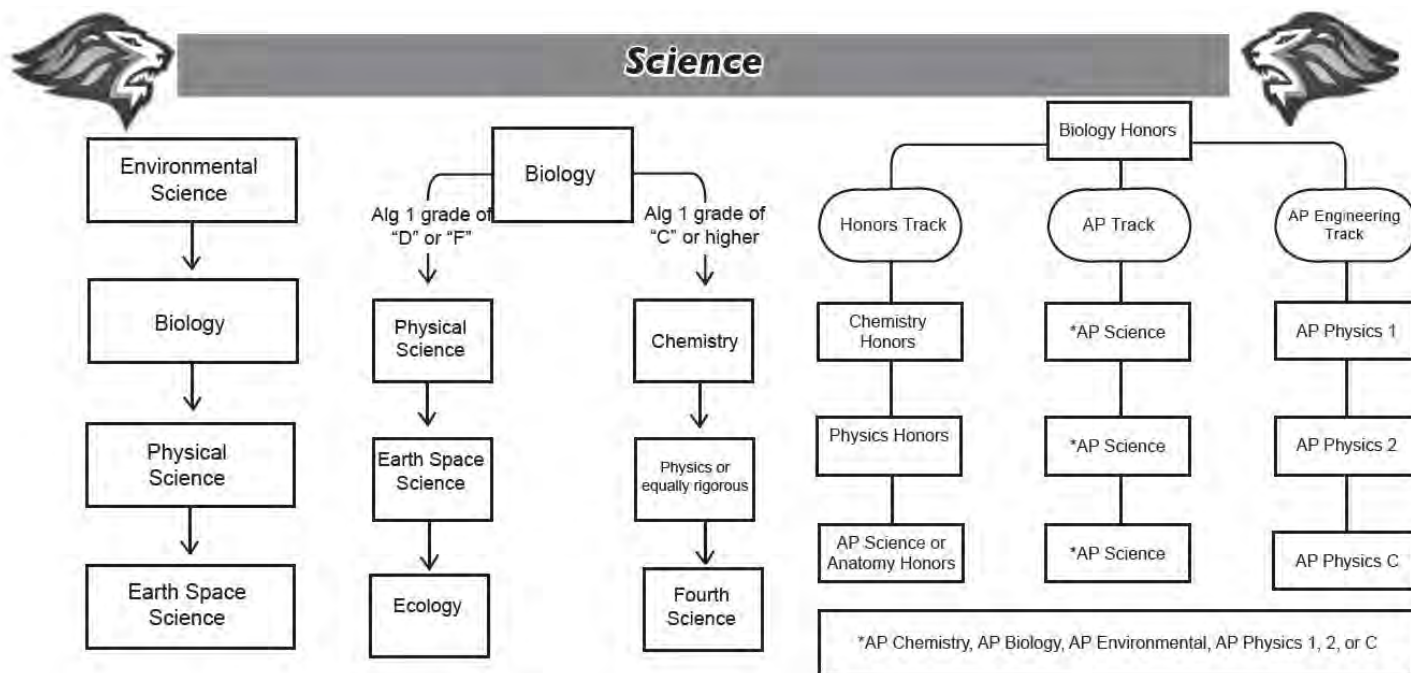 Science
Environmental
Science
Biology
Physical
Science
Earth Space
Science
Biology
Alg 1 grade of
“D” or “F”
Physical
Science
Earth Space
Science
Ecology
Alg 1 grade of
“C” or higher
Chemistry
Physics or
equally rigorous
Fourth
Science
Biology Honors
Honors Track
Chemistry
Honors
Physics Honors
AP Science or
Anatomy Honors
AP Track
*AP Science
*AP Science
*AP Science
AP Engineering
Track
AP Physics 1
AP Physics 2
AP Physics C
*AP Chemistry, AP Biology, AP Environmental, AP Physics 1, 2, or C